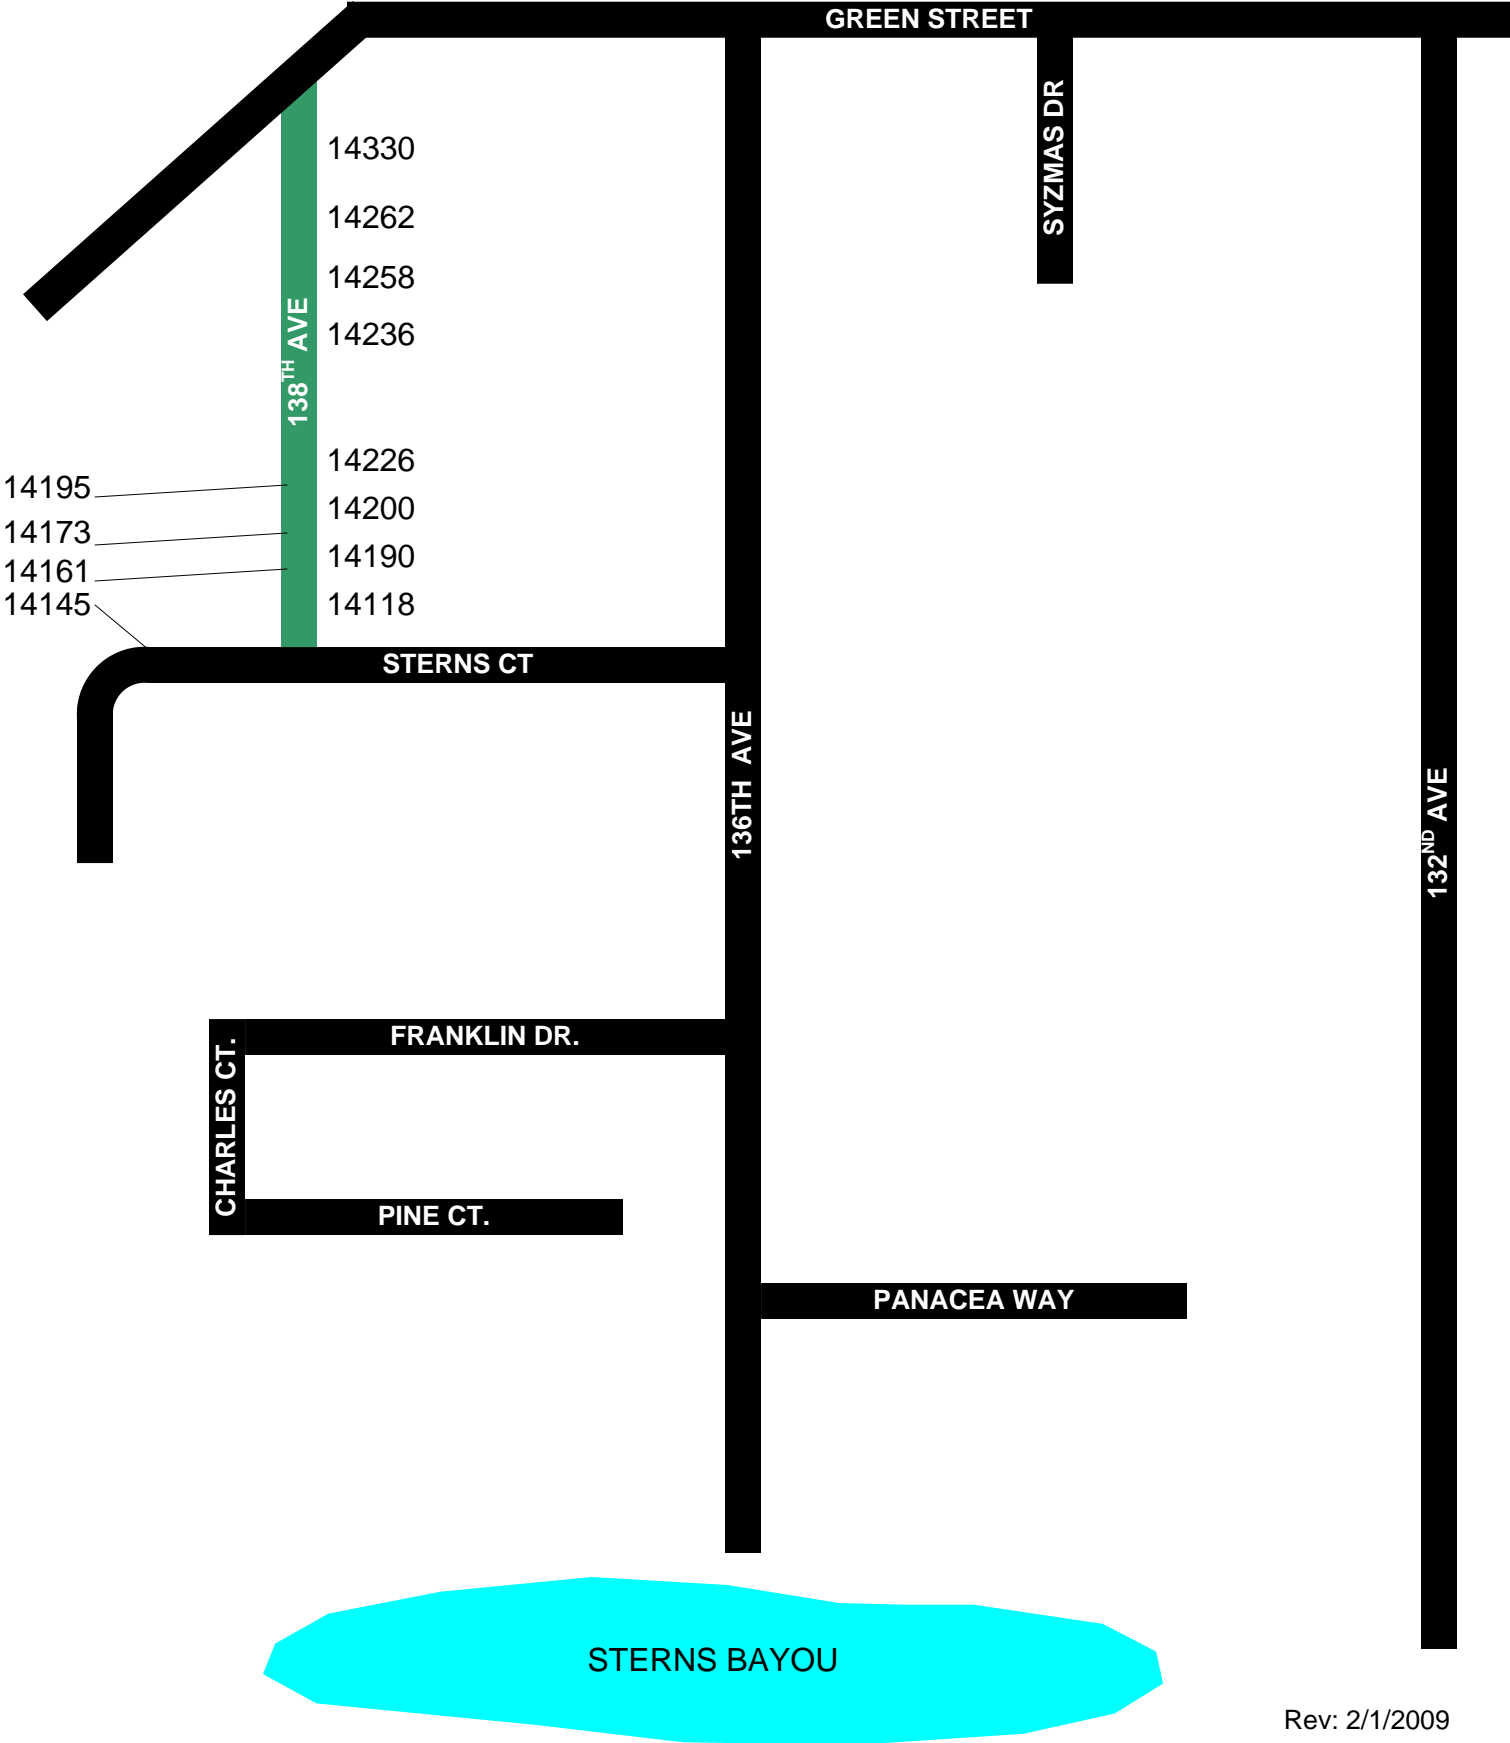 GREEN STREET
SYZMAS DR
14330
14262
14258
14236
138TH AVE
14226
14195
14200
14173
14190
14161
14145
14118
STERNS CT
136TH AVE
132ND AVE
FRANKLIN DR.
CHARLES CT.
PINE CT.
PANACEA WAY
STERNS BAYOU
Rev: 2/1/2009